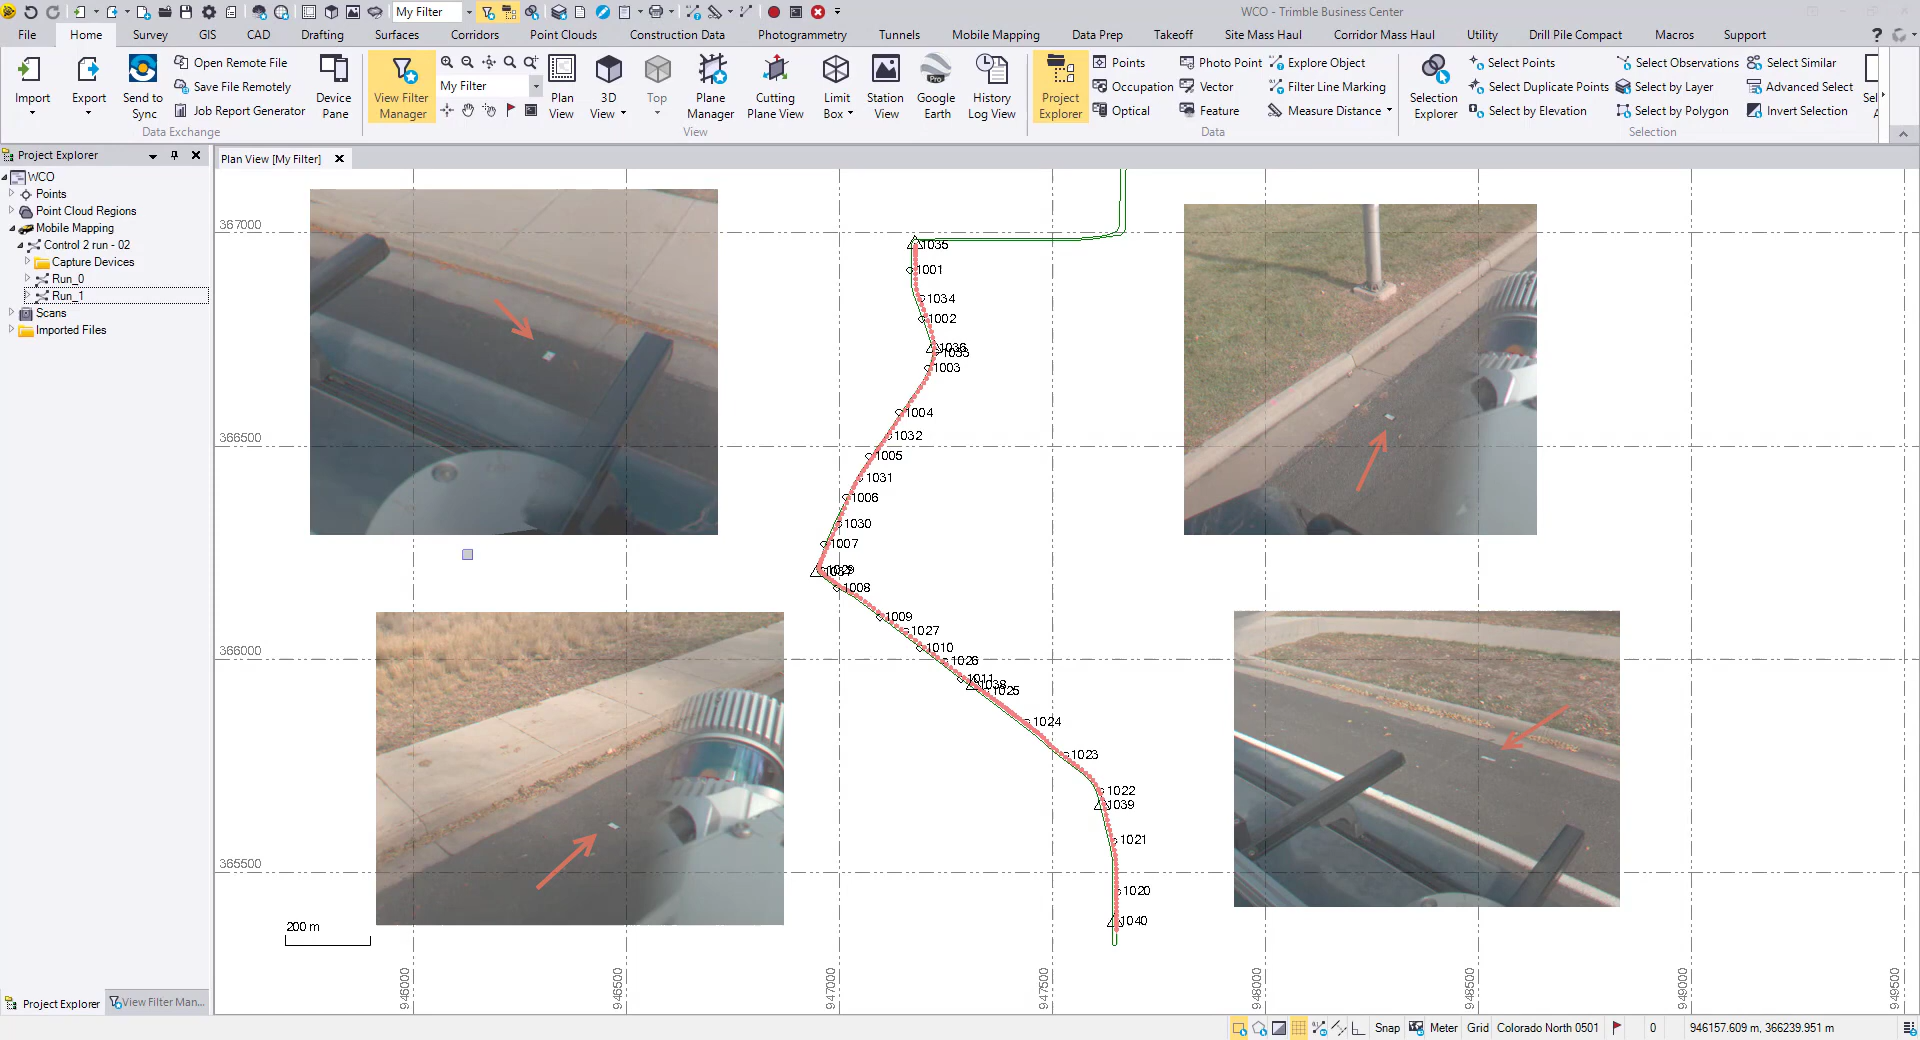 My Filter
WCO - Trimble Business Center
File Home Survey GIS CAD Drafting Surfaces Corridors Point Clouds Construction Data Photogrammetry Tunnels Mobile Mapping Data Prep Takeoff Site Mass Haul Corridor Mass Haul Utility Drill Pile Compact Macros Support
Import
Export
Send to Sync
Open Remote File
Save File Remotely
Job Report Generator
Device Pane
Data Exchange
View Filter Manager
My Filter
Plan View
3D View
Top
Plane Manager
Cutting Plane View
Limit Box
Station View
Google Earth
History Log View
View
Project Explorer
Points
Occupation
Optical
Photo Point
Vector
Feature
Explore Object
Filter Line Marking
Measure Distance
Data
Selection Explorer
Select Points
Select Duplicate Points
Select by Elevation
Select Observations
Select by Layer
Select by Polygon
Select Similar
Advanced Select
Invert Selection
Sel
Selection
Project Explorer
WCO
Points
Point Cloud Regions
Mobile Mapping
Control 2 run - 02
Capture Devices
Run_0
Run_1
Scans
Imported Files
Project Explorer
View Filter Man...
Plan View [My Filter]
367000
366500
366000
365500
1035
1001
1034
1002
1036
1033
1003
1004
1032
1005
1031
1006
1030
1007
1029
1008
1009
1027
1010
1026
1011
1038
1025
1024
1023
1022
1039
1021
1020
1040
200 m
946000
946500
947000
947500
948000
948500
949000
949500
Snap Meter Grid Colorado North 0501 0 946157.609 m, 366239.951 m